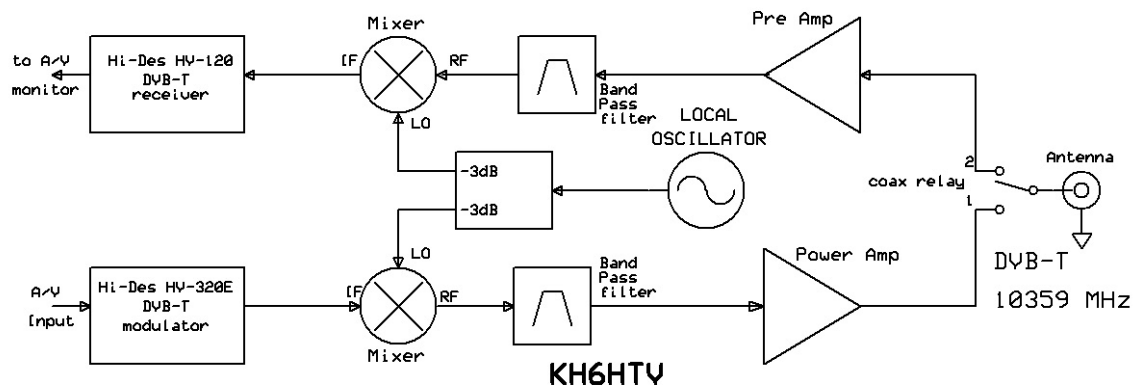 Mixer
Pre Amp
to A/V
monitor
Hi-Des HV-120
DVB-T
receiver
IF
RF
Band
Pass
filter
LO
LOCAL
OSCILLATOR
-3dB
-3dB
2
coax relay
1
Antenna
LO
A/V
Input
Hi-Des HV-320E
DVB-T
modulator
IF
RF
Mixer
Band
Pass
filter
Power Amp
DVB-T
10359 MHz
KH6HTV